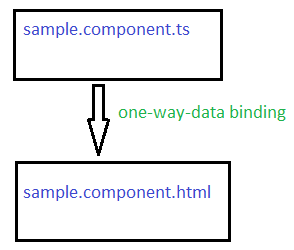 sample.component.ts
one-way-data binding
sample.component.html